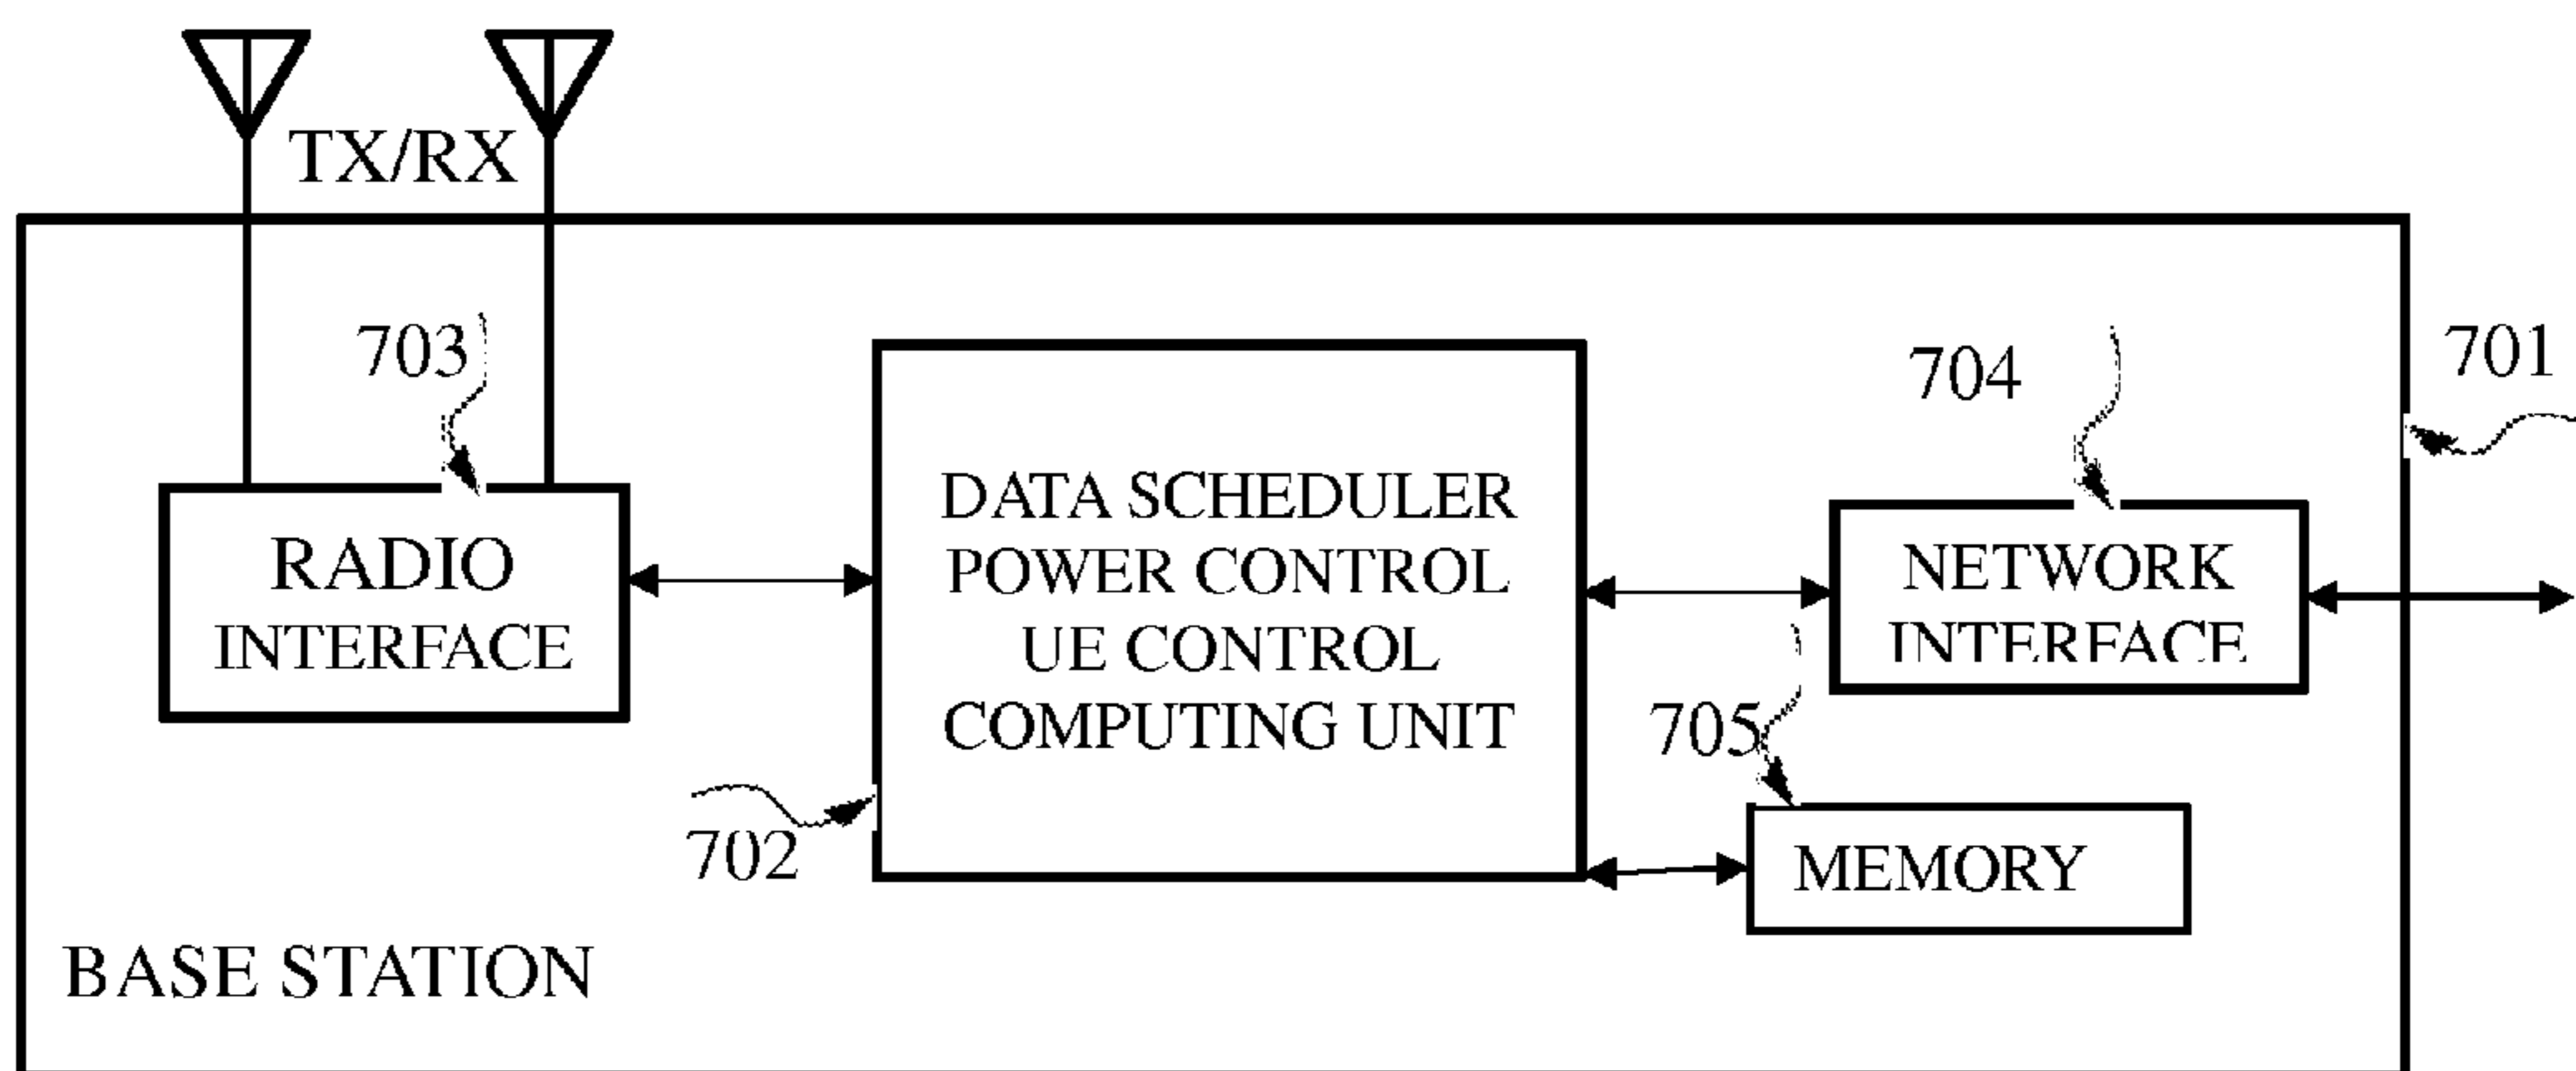 TX/RX
703
704
701
RADIO
INTERFACE
DATA SCHEDULER
POWER CONTROL
UE CONTROL
COMPUTING UNIT
NETWORK
INTERFACE
705
702
MEMORY
BASE STATION